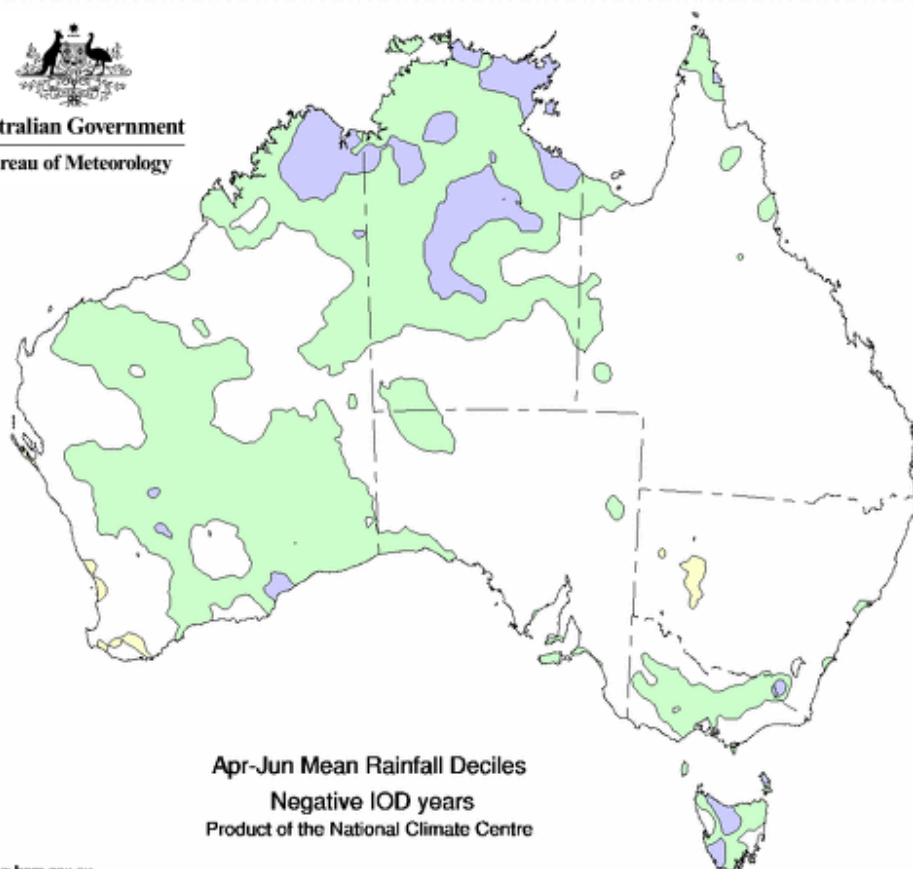 tralian Government
reau of Meteorology
Apr-Jun Mean Rainfall Deciles
Negative IOD years
Product of the National Climate Centre